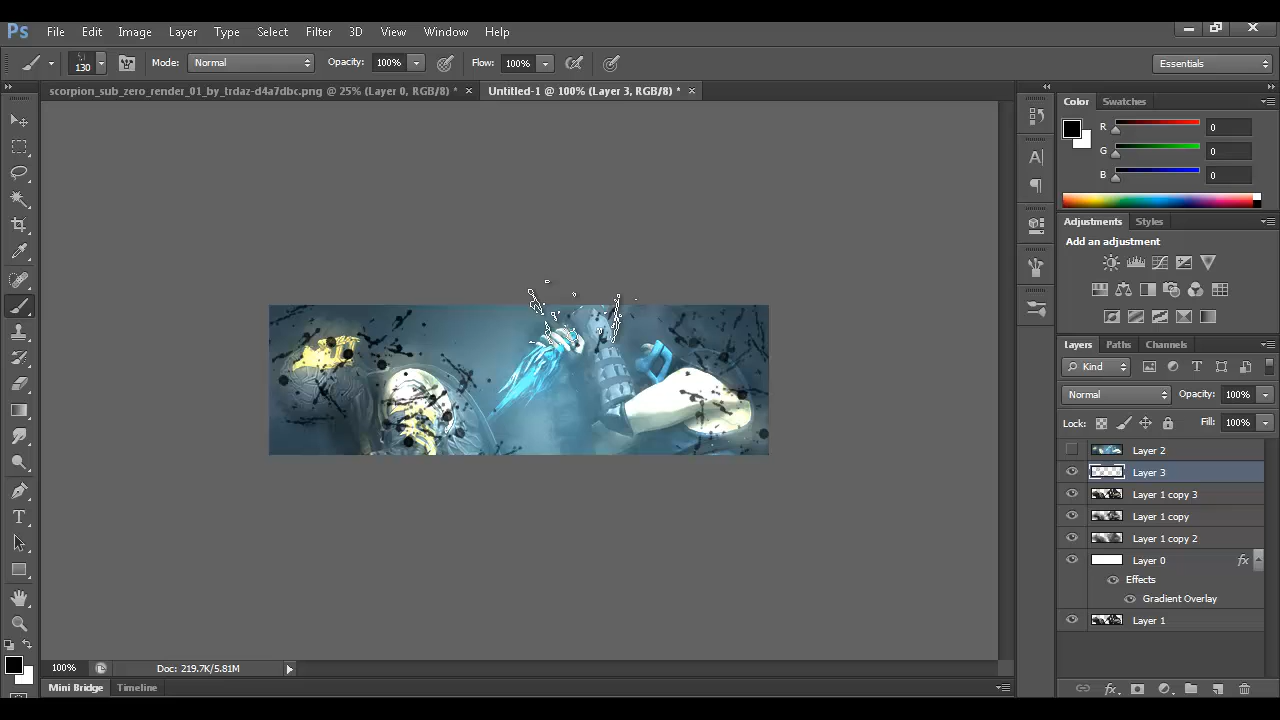 Ps File Edit Image Layer Type Select Filter 3D View Window Help
130 Mode: Normal Opacity: 100% Flow: 100% Essentials
scorpion_sub_zero_render_01_by_trdaz-d4a7dbc.png @ 25% (Layer 0, RGB/8) * Untitled-1 @ 100% (Layer 3, RGB/8) *
Color Swatches
R 0
G 0
B 0
Adjustments Styles
Add an adjustment
Layers Paths Channels
Kind
Normal Opacity: 100%
Lock: Fill: 100%
Layer 2
Layer 3
Layer 1 copy 3
Layer 1 copy
Layer 1 copy 2
Layer 0 fx
Effects
Gradient Overlay
Layer 1
100% Doc: 219.7K/5.81M
Mini Bridge Timeline